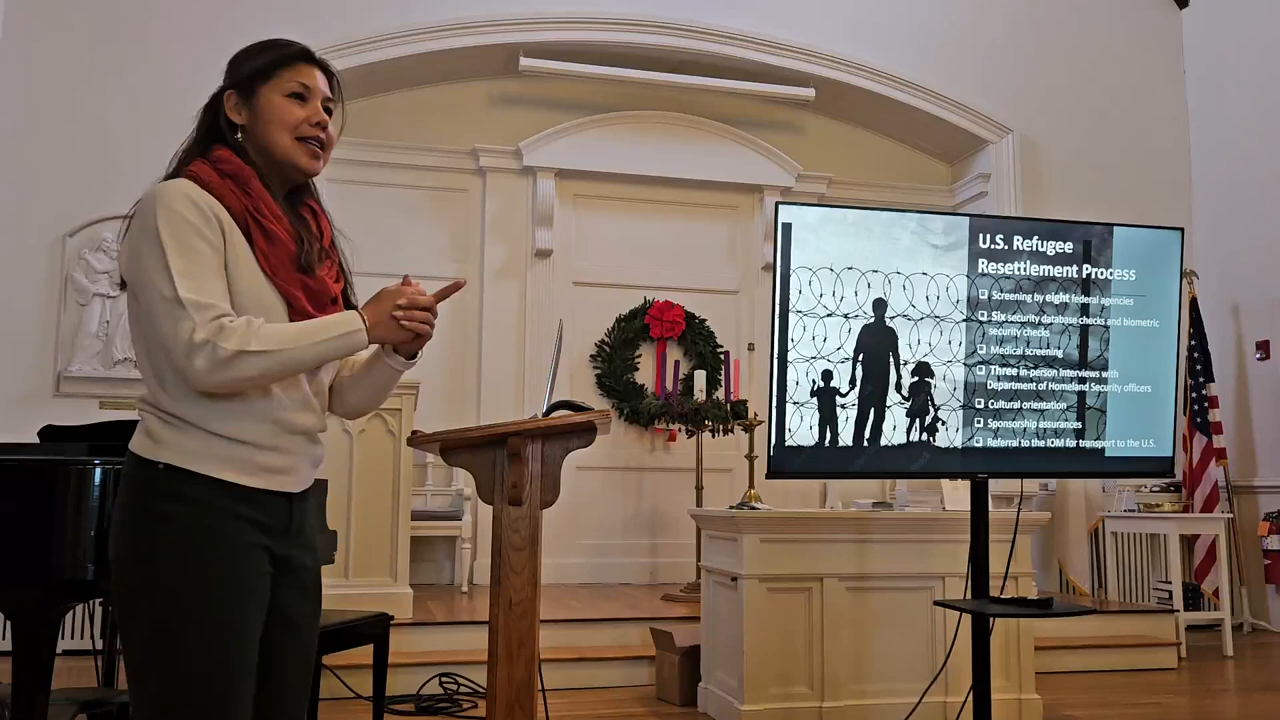 U.S. Refugee
Resettlement Process
Screening by eight federal agencies
Six security database checks and biometric
security checks
Medical screening
Three in-person interviews with
Department of Homeland Security officers
Cultural orientation
Sponsorship assurances
Referral to the IOM for transport to the U.S.